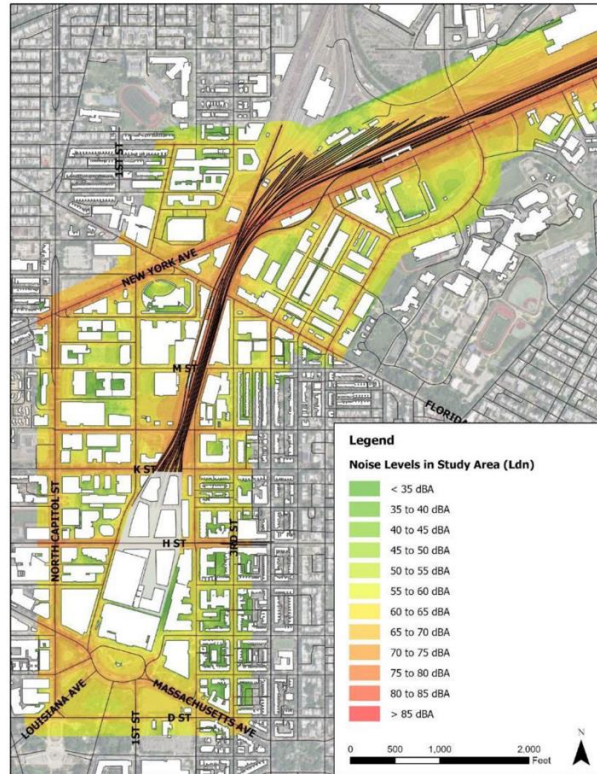 1ST ST
NEW YORK AVE
M ST
FLORIDA
K ST
NORTH CAPITOL ST
H ST
3RD ST
LOUISIANA AVE
1ST ST
MASSACHUSETTS AVE
D ST
Legend
Noise Levels in Study Area (Ldn)
< 35 dBA
35 to 40 dBA
40 to 45 dBA
45 to 50 dBA
50 to 55 dBA
55 to 60 dBA
60 to 65 dBA
65 to 70 dBA
70 to 75 dBA
75 to 80 dBA
80 to 85 dBA
> 85 dBA
0 500 1,000 2,000
Feet
N